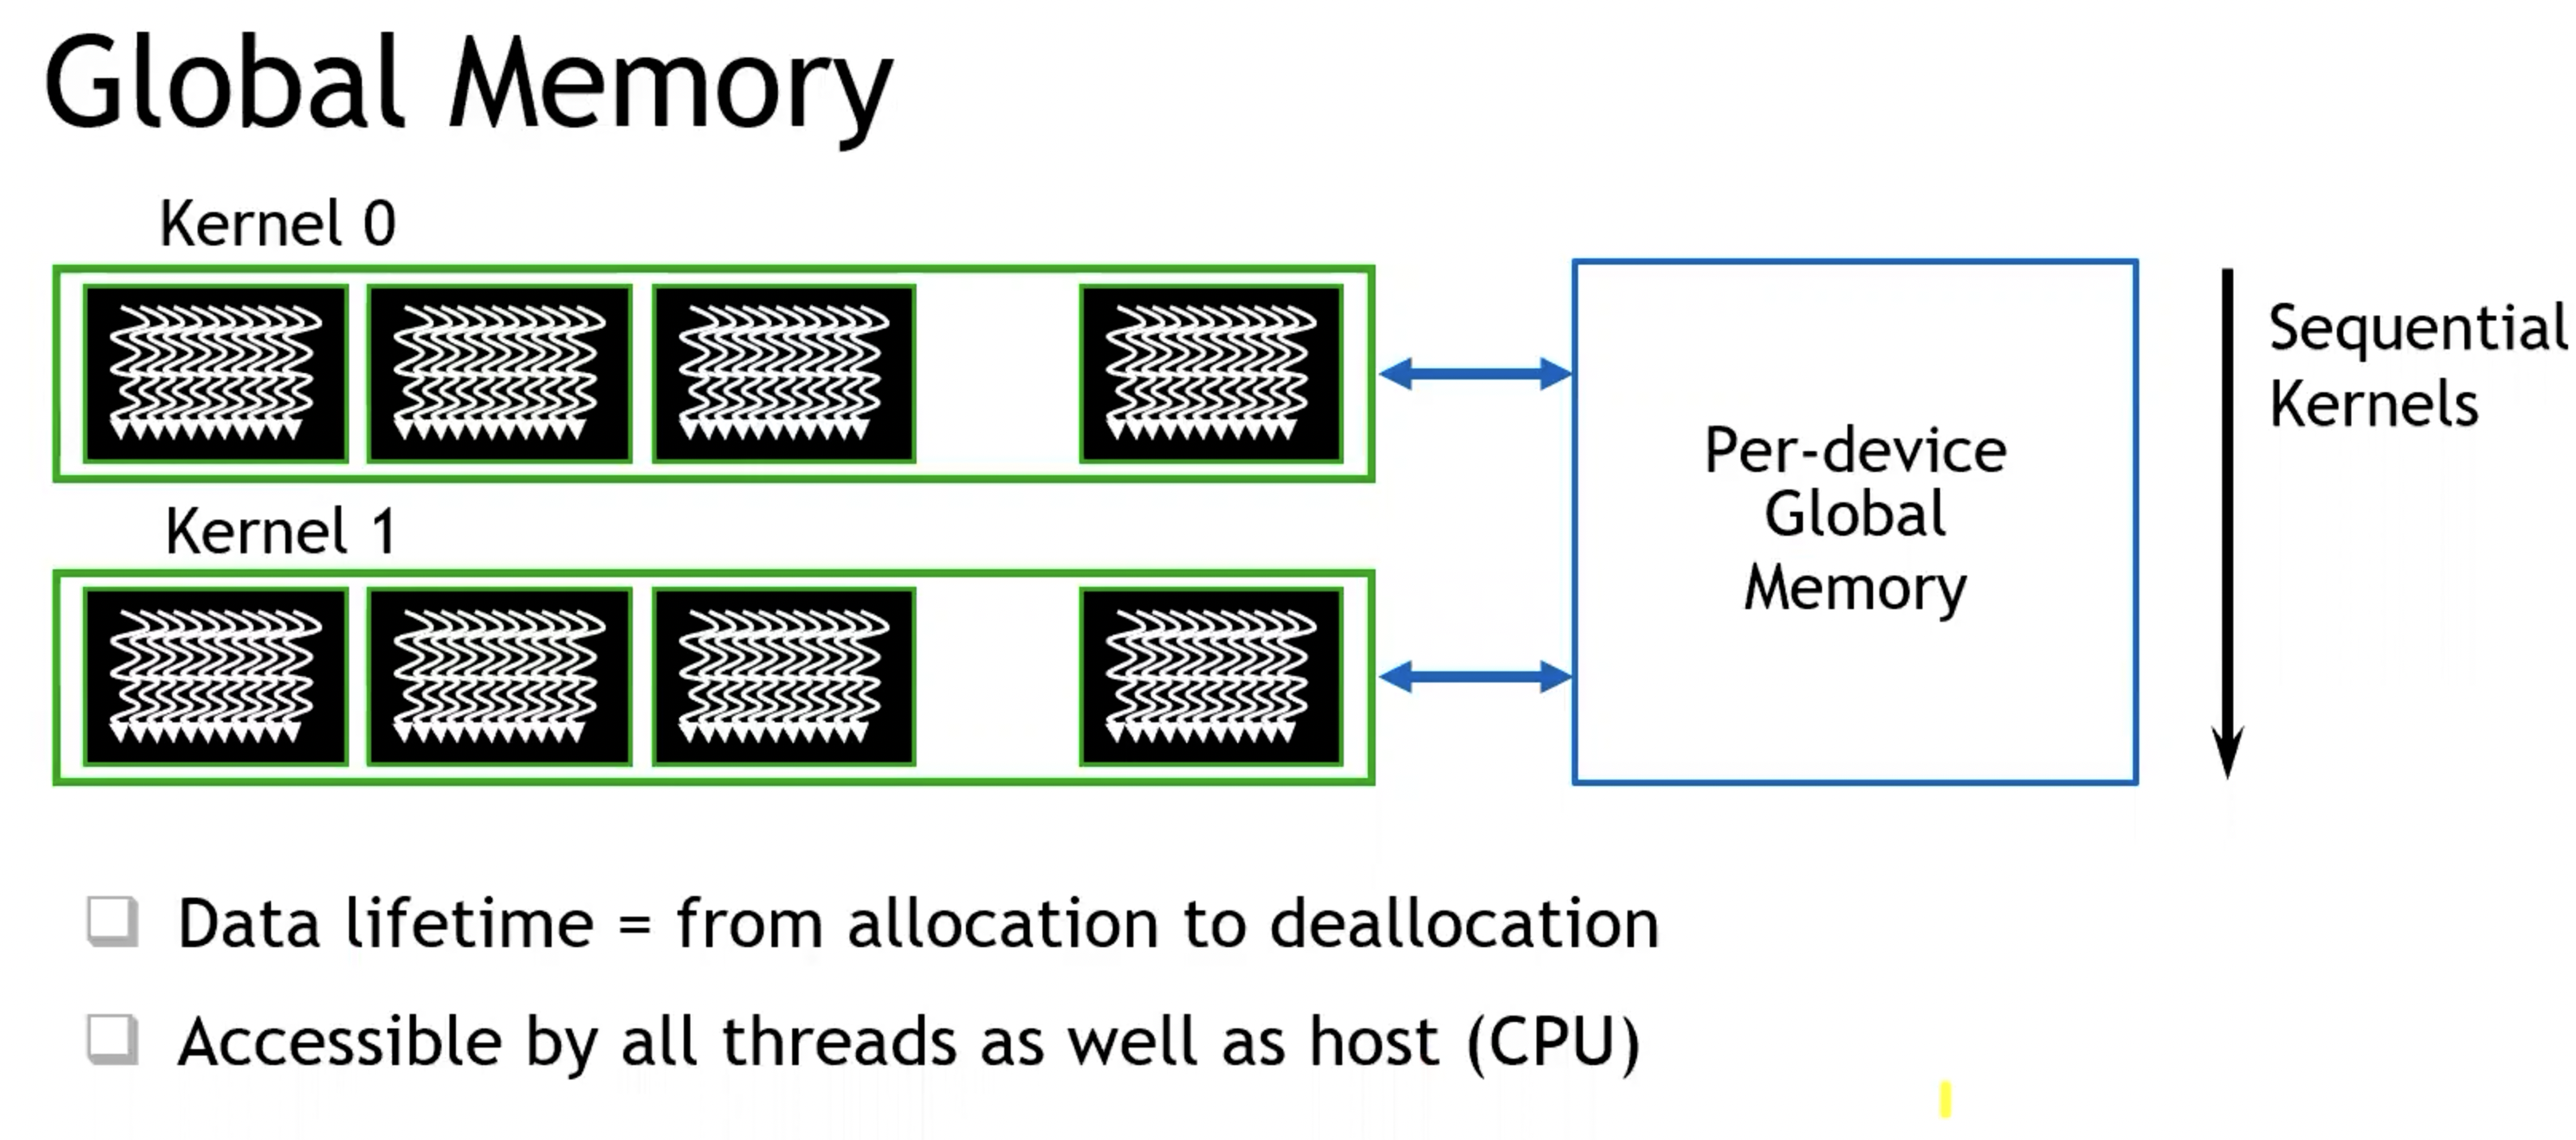 Global Memory
Kernel 0
Kernel 1
Per-device
Global
Memory
Sequential
Kernels
Data lifetime = from allocation to deallocation
Accessible by all threads as well as host (CPU)